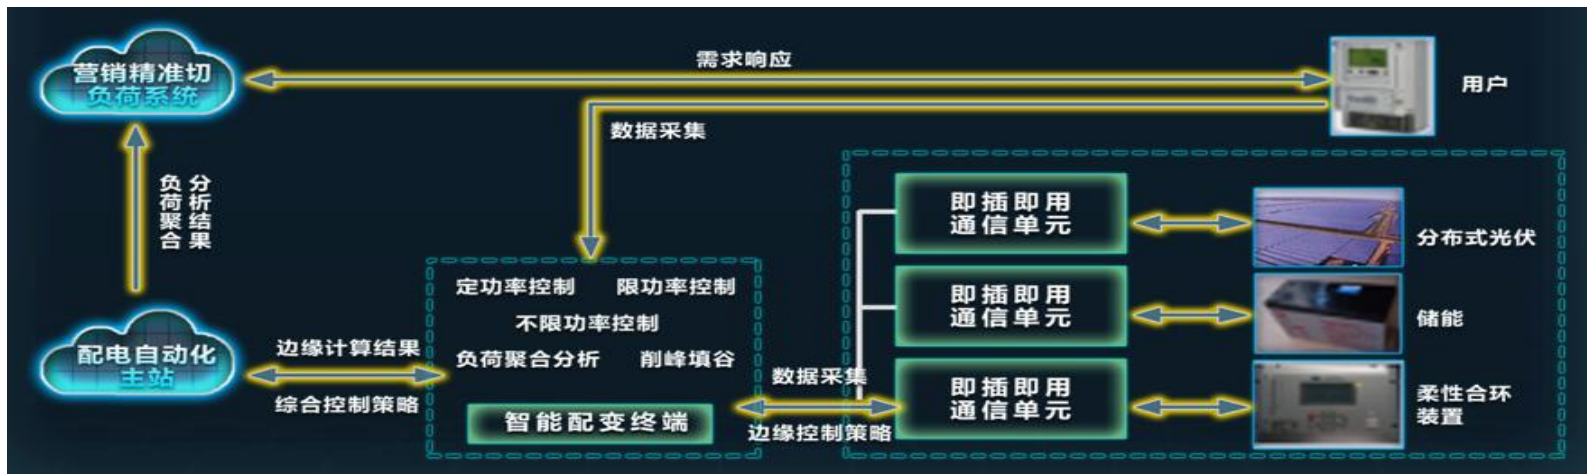 营销精准切
负荷系统
需求响应
用户
数据采集
负荷聚合
分析结果
即插即用
通信单元
分布式光伏
定功率控制
限功率控制
不限功率控制
即插即用
通信单元
储能
配电自动化
主站
边缘计算结果
综合控制策略
负荷聚合分析
削峰填谷
智能配变终端
数据采集
边缘控制策略
即插即用
通信单元
柔性合环
装置